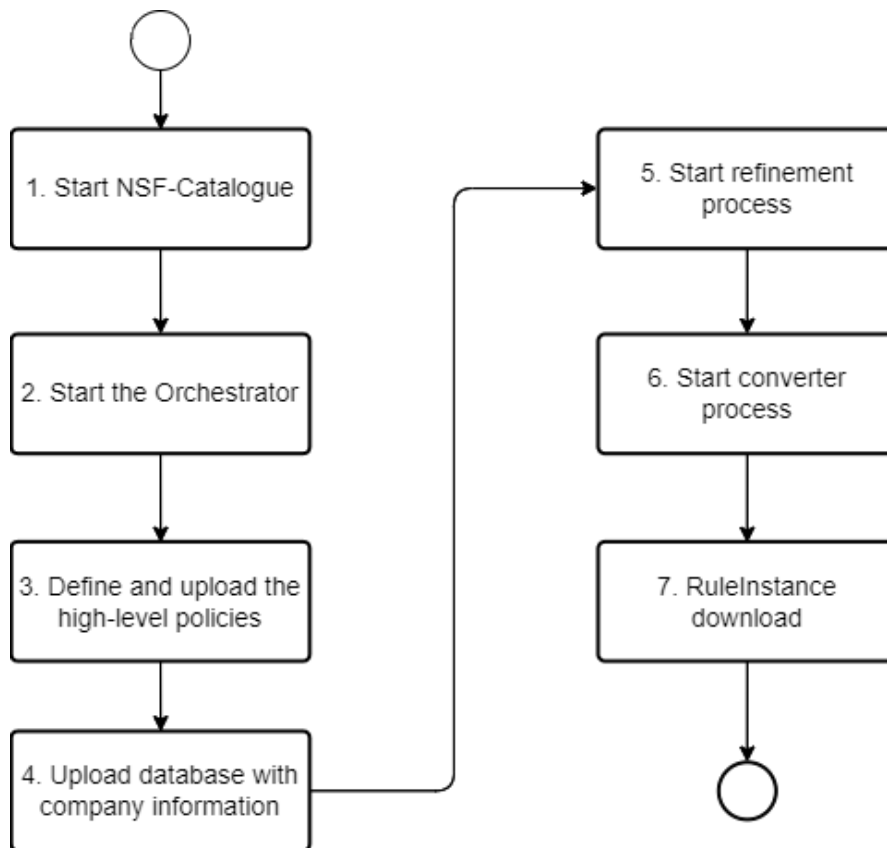 1. Start NSF-Catalogue
2. Start the Orchestrator
3. Define and upload the
high-level policies
4. Upload database with
company information
5. Start refinement
process
6. Start converter
process
7. RuleInstance
download